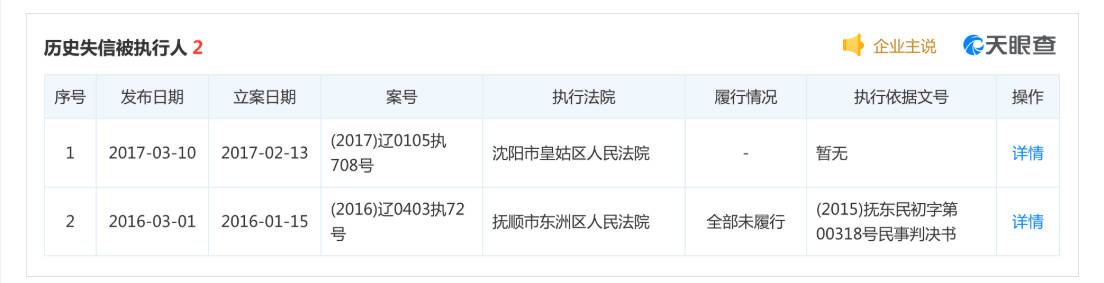 历史失信被执行人 2
企业主说
天眼查
序号 发布日期 立案日期 案号 执行法院 履行情况 执行依据文号 操作
1 2017-03-10 2017-02-13 (2017)辽0105执
708号 沈阳市皇姑区人民法院 - 暂无 详情
2 2016-03-01 2016-01-15 (2016)辽0403执72
号 抚顺市东洲区人民法院 全部未履行 (2015)抚东民初字第
00318号民事判决书 详情